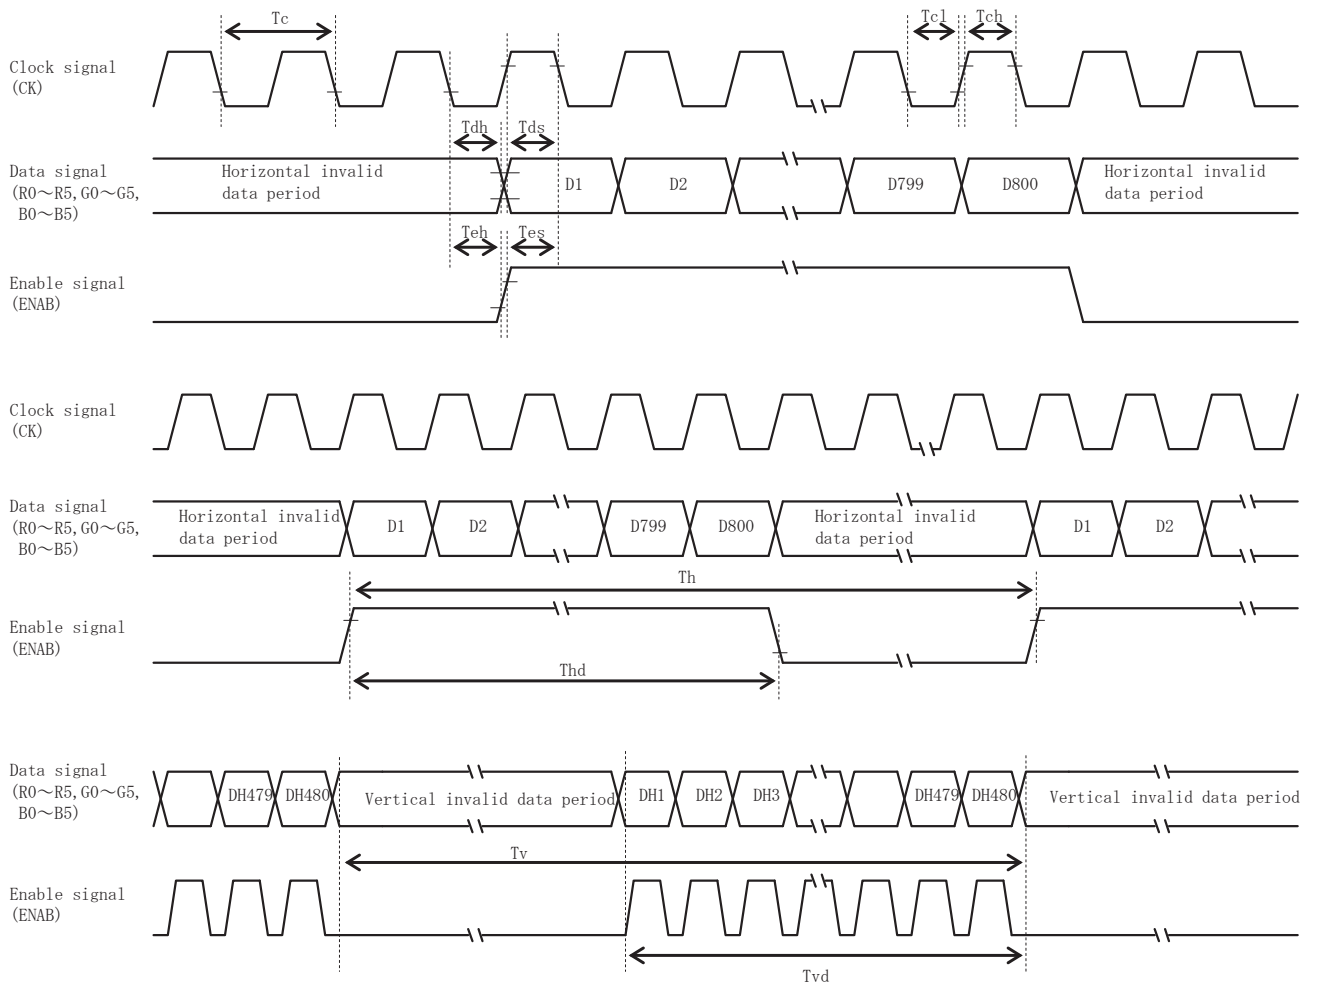 Tc
Tcl
Tch
Clock signal
(CK)
Tdh
Tds
Data signal
(R0～R5,G0～G5,
B0～B5)
Horizontal invalid
data period
D1
D2
D799
D800
Horizontal invalid
data period
Teh
Tes
Enable signal
(ENAB)
Clock signal
(CK)
Data signal
(R0～R5,G0～G5,
B0～B5)
Horizontal invalid
data period
D1
D2
D799
D800
Horizontal invalid
data period
D1
D2
Th
Enable signal
(ENAB)
Thd
Data signal
(R0～R5,G0～G5,
B0～B5)
DH479
DH480
Vertical invalid data period
DH1
DH2
DH3
DH479
DH480
Vertical invalid data period
Tv
Enable signal
(ENAB)
Tvd